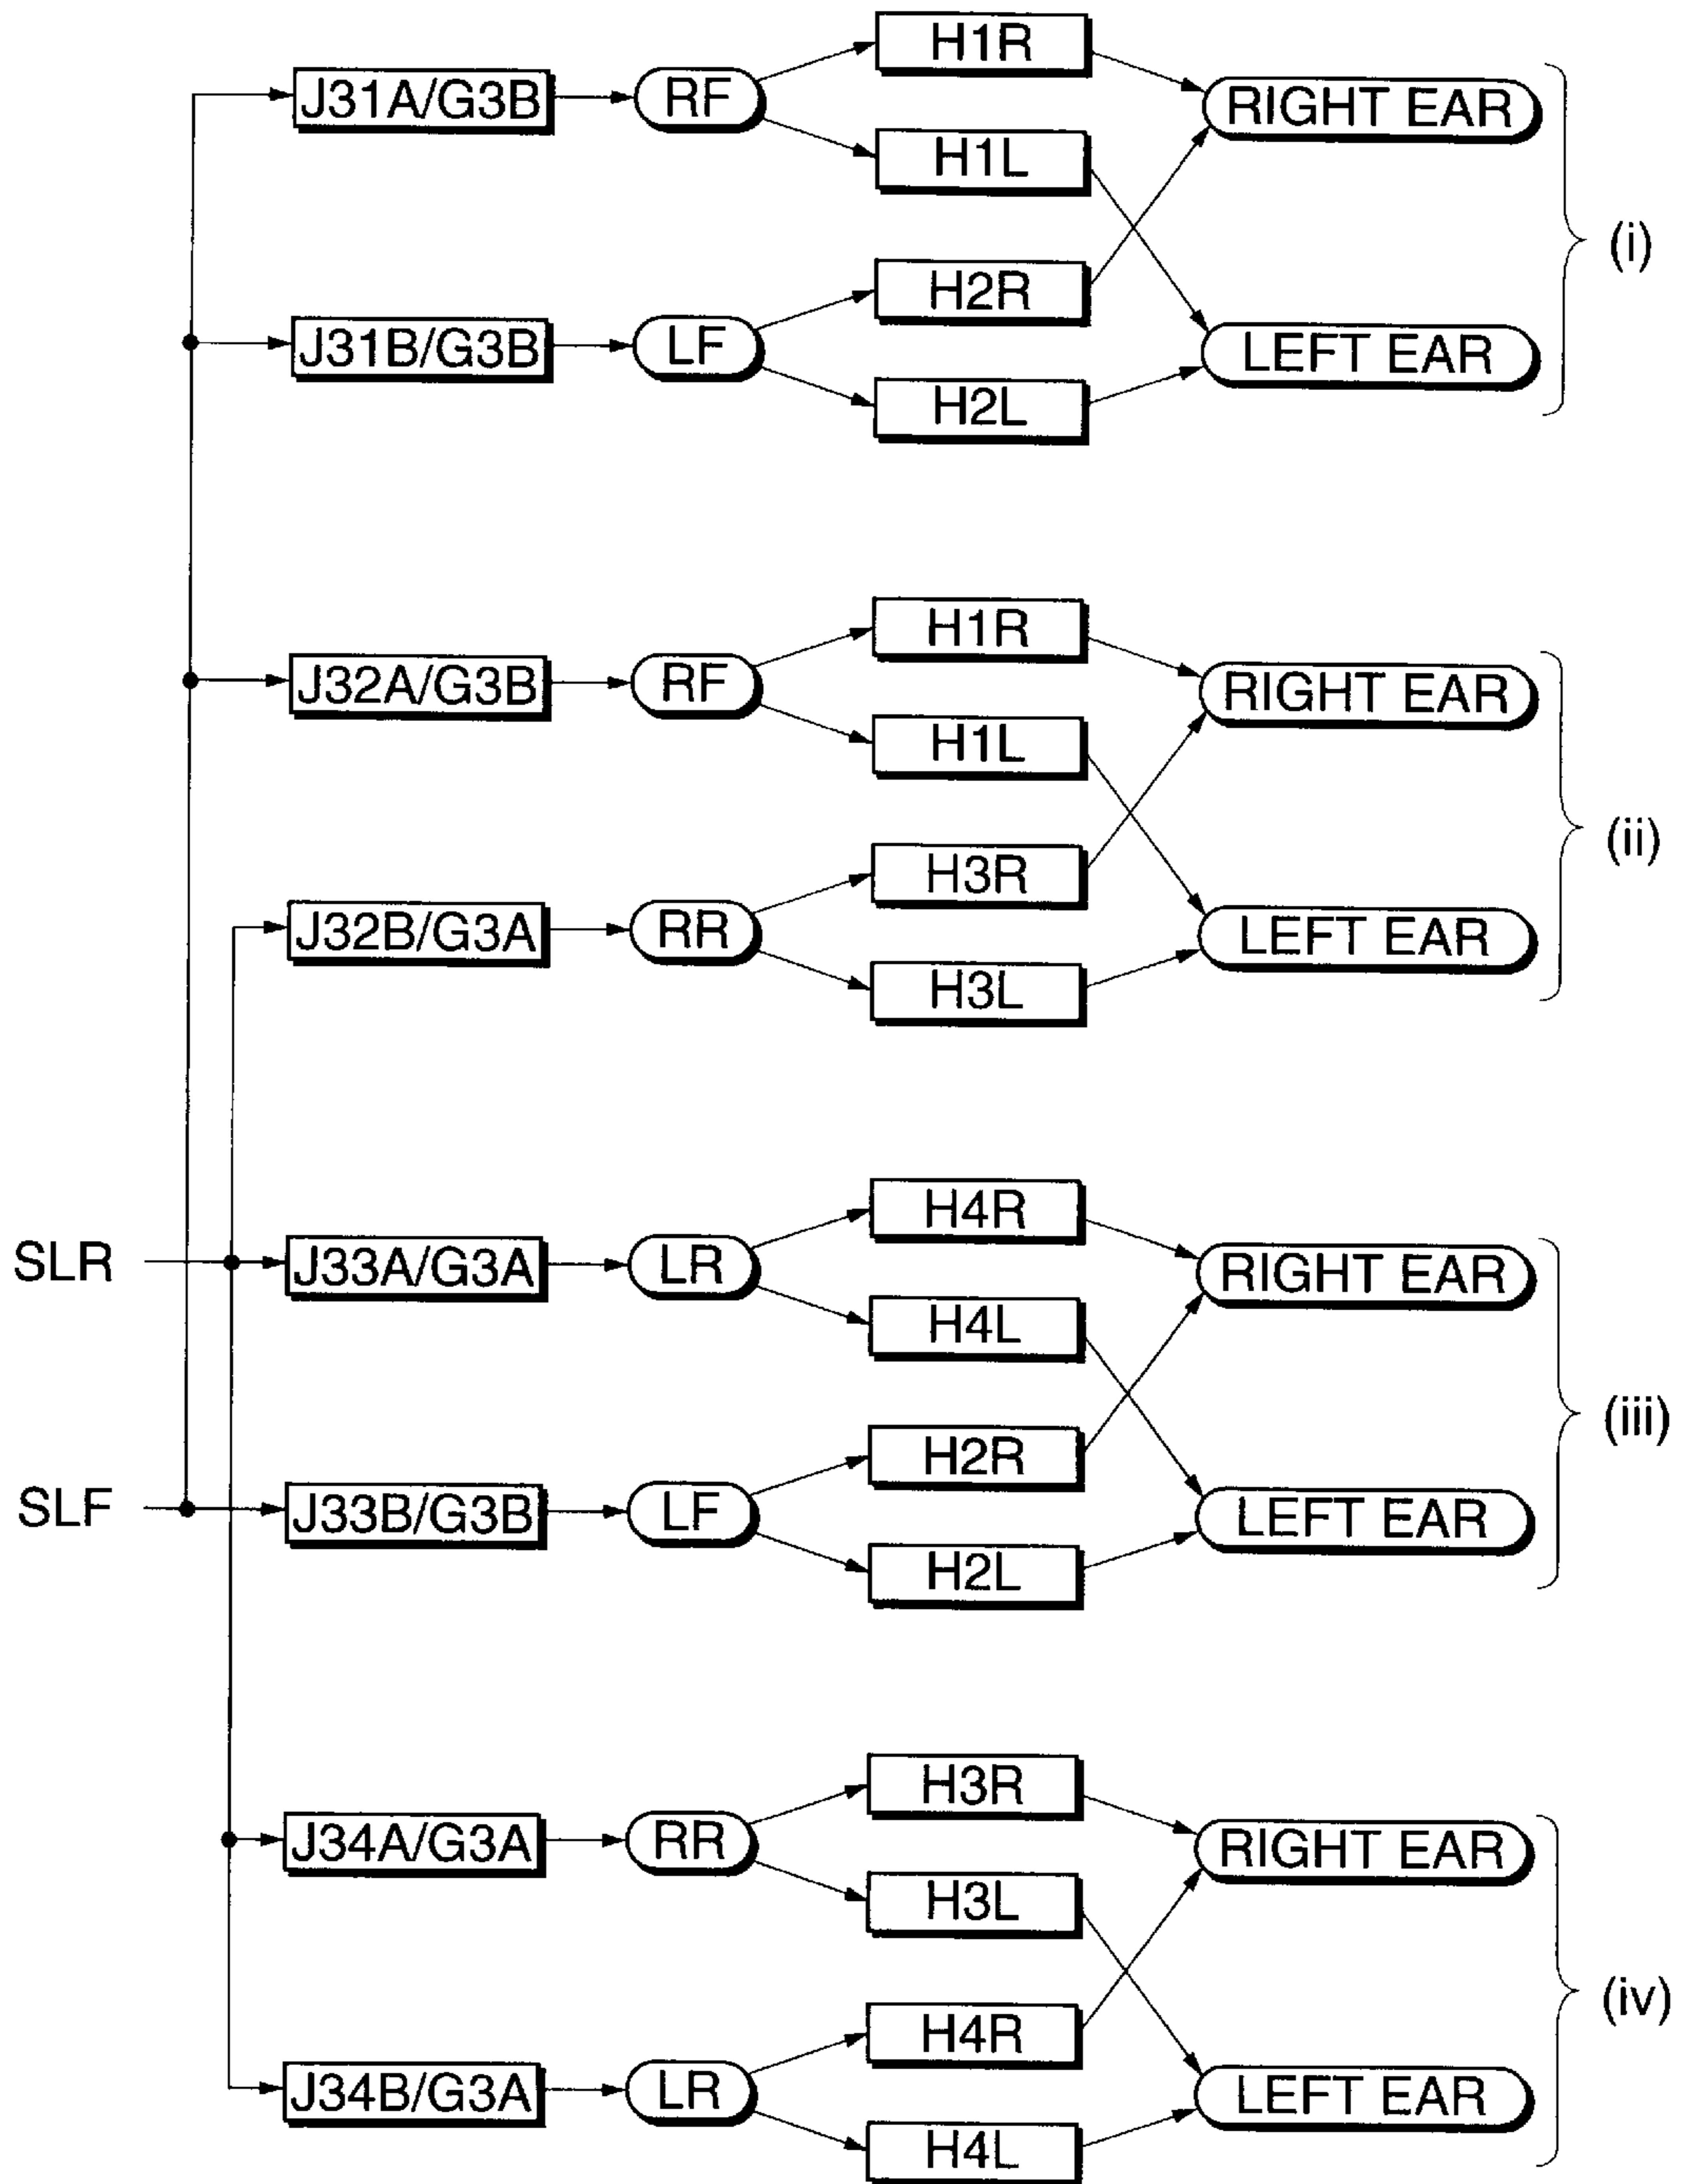 H1R
J31A/G3B RF RIGHT EAR
H1L
(i)
H2R
J31B/G3B LF LEFT EAR
H2L
H1R
J32A/G3B RF RIGHT EAR
H1L
(ii)
H3R
J32B/G3A RR LEFT EAR
H3L
H4R
SLR J33A/G3A LR RIGHT EAR
H4L
(iii)
H2R
SLF J33B/G3B LF LEFT EAR
H2L
H3R
J34A/G3A RR RIGHT EAR
H3L
(iv)
H4R
J34B/G3A LR LEFT EAR
H4L